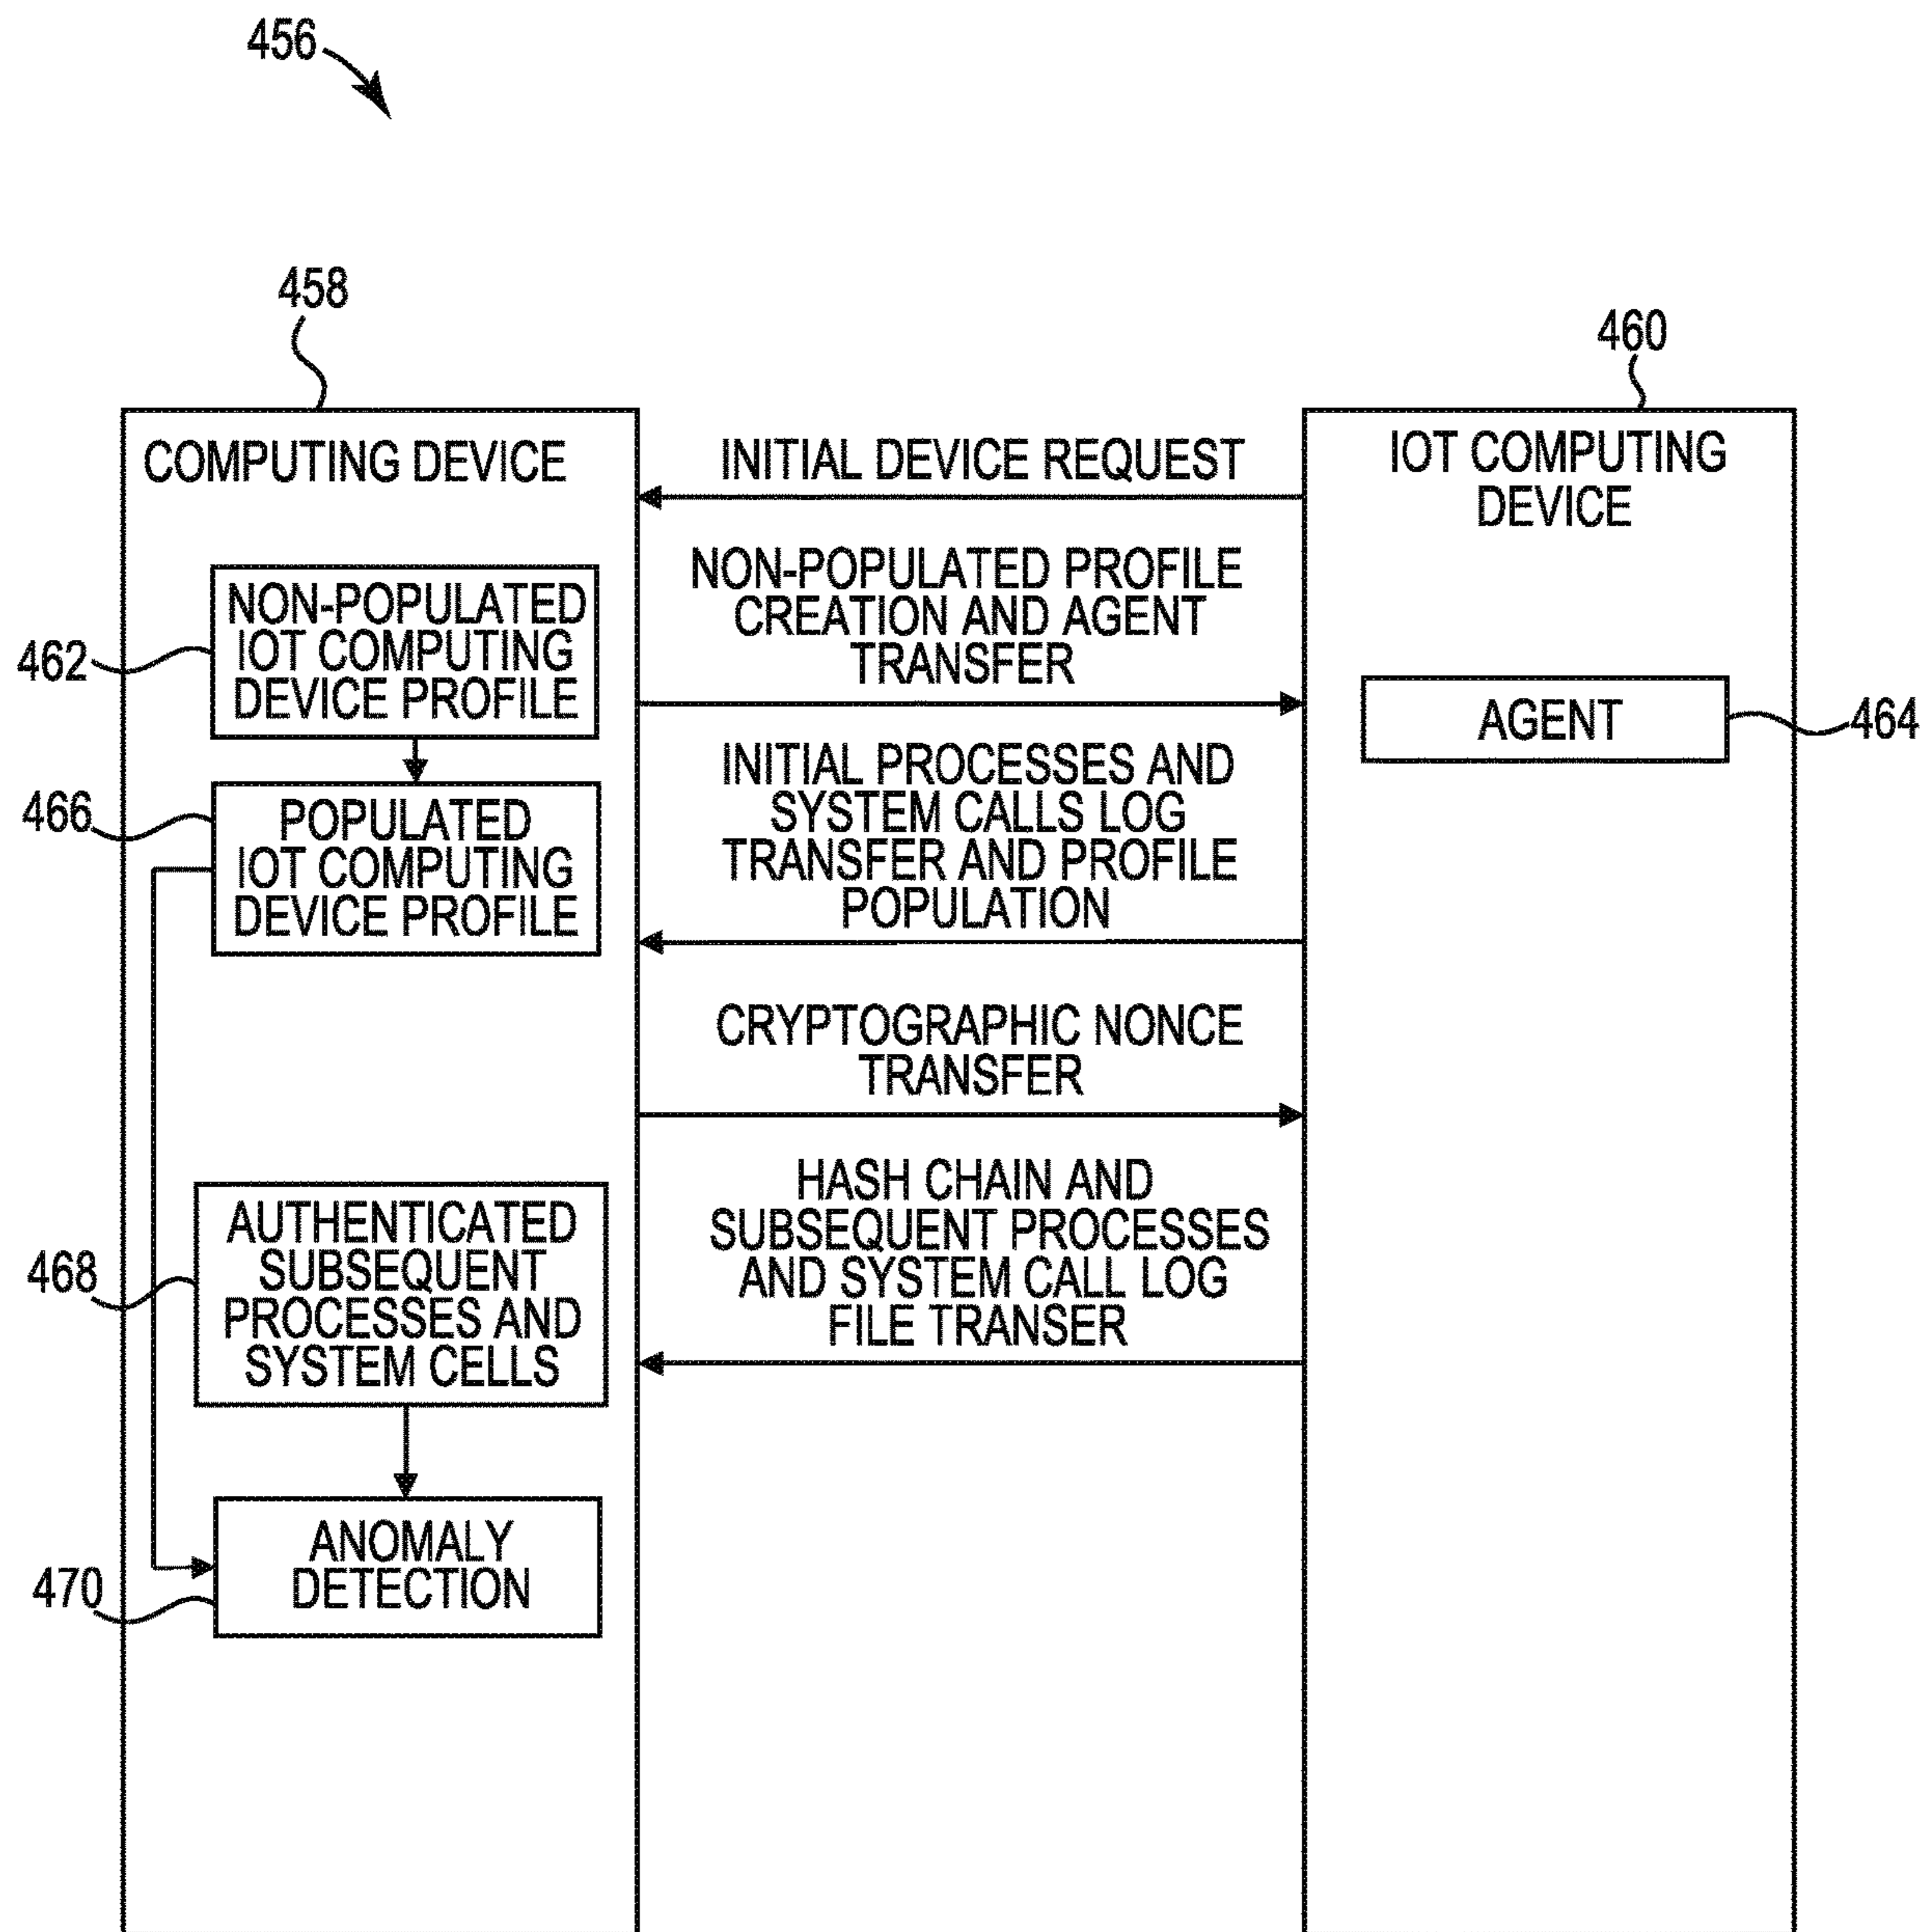 456
458
460
COMPUTING DEVICE
INITIAL DEVICE REQUEST
IOT COMPUTING
DEVICE
NON-POPULATED PROFILE
CREATION AND AGENT
TRANSFER
462
NON-POPULATED
IOT COMPUTING
DEVICE PROFILE
AGENT
464
466
POPULATED
IOT COMPUTING
DEVICE PROFILE
INITIAL PROCESSES AND
SYSTEM CALLS LOG
TRANSFER AND PROFILE
POPULATION
CRYPTOGRAPHIC NONCE
TRANSFER
468
AUTHENTICATED
SUBSEQUENT
PROCESSES AND
SYSTEM CELLS
HASH CHAIN AND
SUBSEQUENT PROCESSES
AND SYSTEM CALL LOG
FILE TRANSER
470
ANOMALY
DETECTION